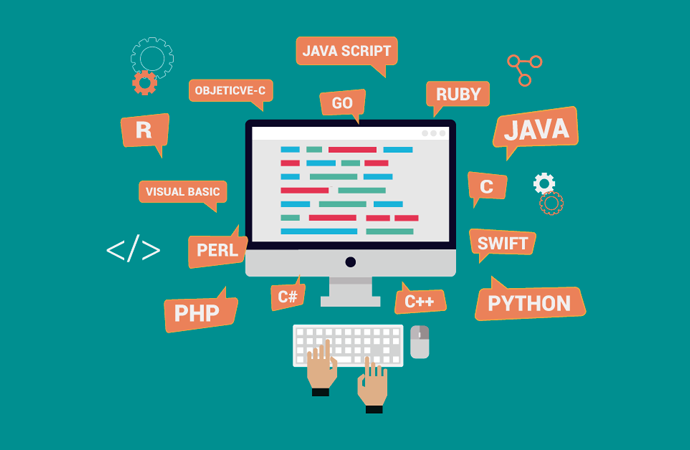 JAVA SCRIPT
OBJETICVE-C
GO
RUBY
R
JAVA
VISUAL BASIC
C
PERL
SWIFT
</>
C#
C++
PHP
PYTHON